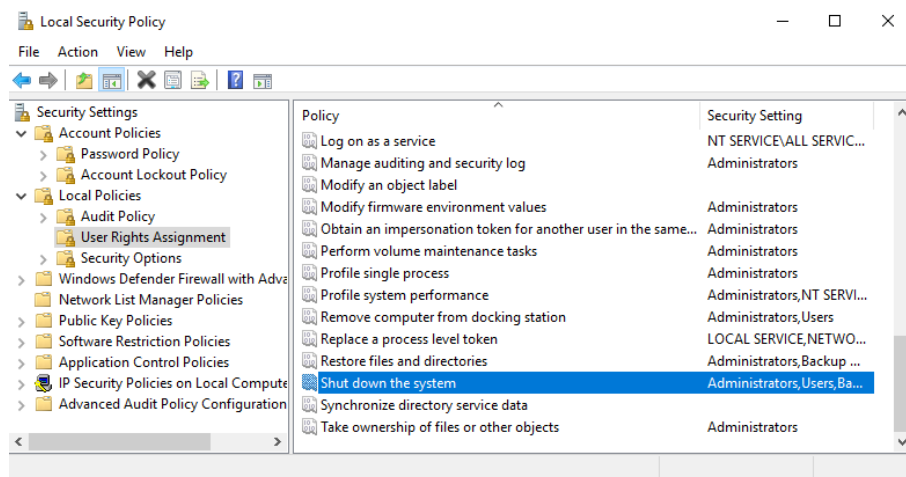 Local Security Policy
File Action View Help
Security Settings
Account Policies
Password Policy
Account Lockout Policy
Local Policies
Audit Policy
User Rights Assignment
Security Options
Windows Defender Firewall with Adva
Network List Manager Policies
Public Key Policies
Software Restriction Policies
Application Control Policies
IP Security Policies on Local Compute
Advanced Audit Policy Configuration
Policy Security Setting
Log on as a service NT SERVICE\ALL SERVIC...
Manage auditing and security log Administrators
Modify an object label
Modify firmware environment values Administrators
Obtain an impersonation token for another user in the same... Administrators
Perform volume maintenance tasks Administrators
Profile single process Administrators
Profile system performance Administrators,NT SERVI...
Remove computer from docking station Administrators,Users
Replace a process level token LOCAL SERVICE,NETWO...
Restore files and directories Administrators,Backup ...
Shut down the system Administrators,Users,Ba...
Synchronize directory service data
Take ownership of files or other objects Administrators